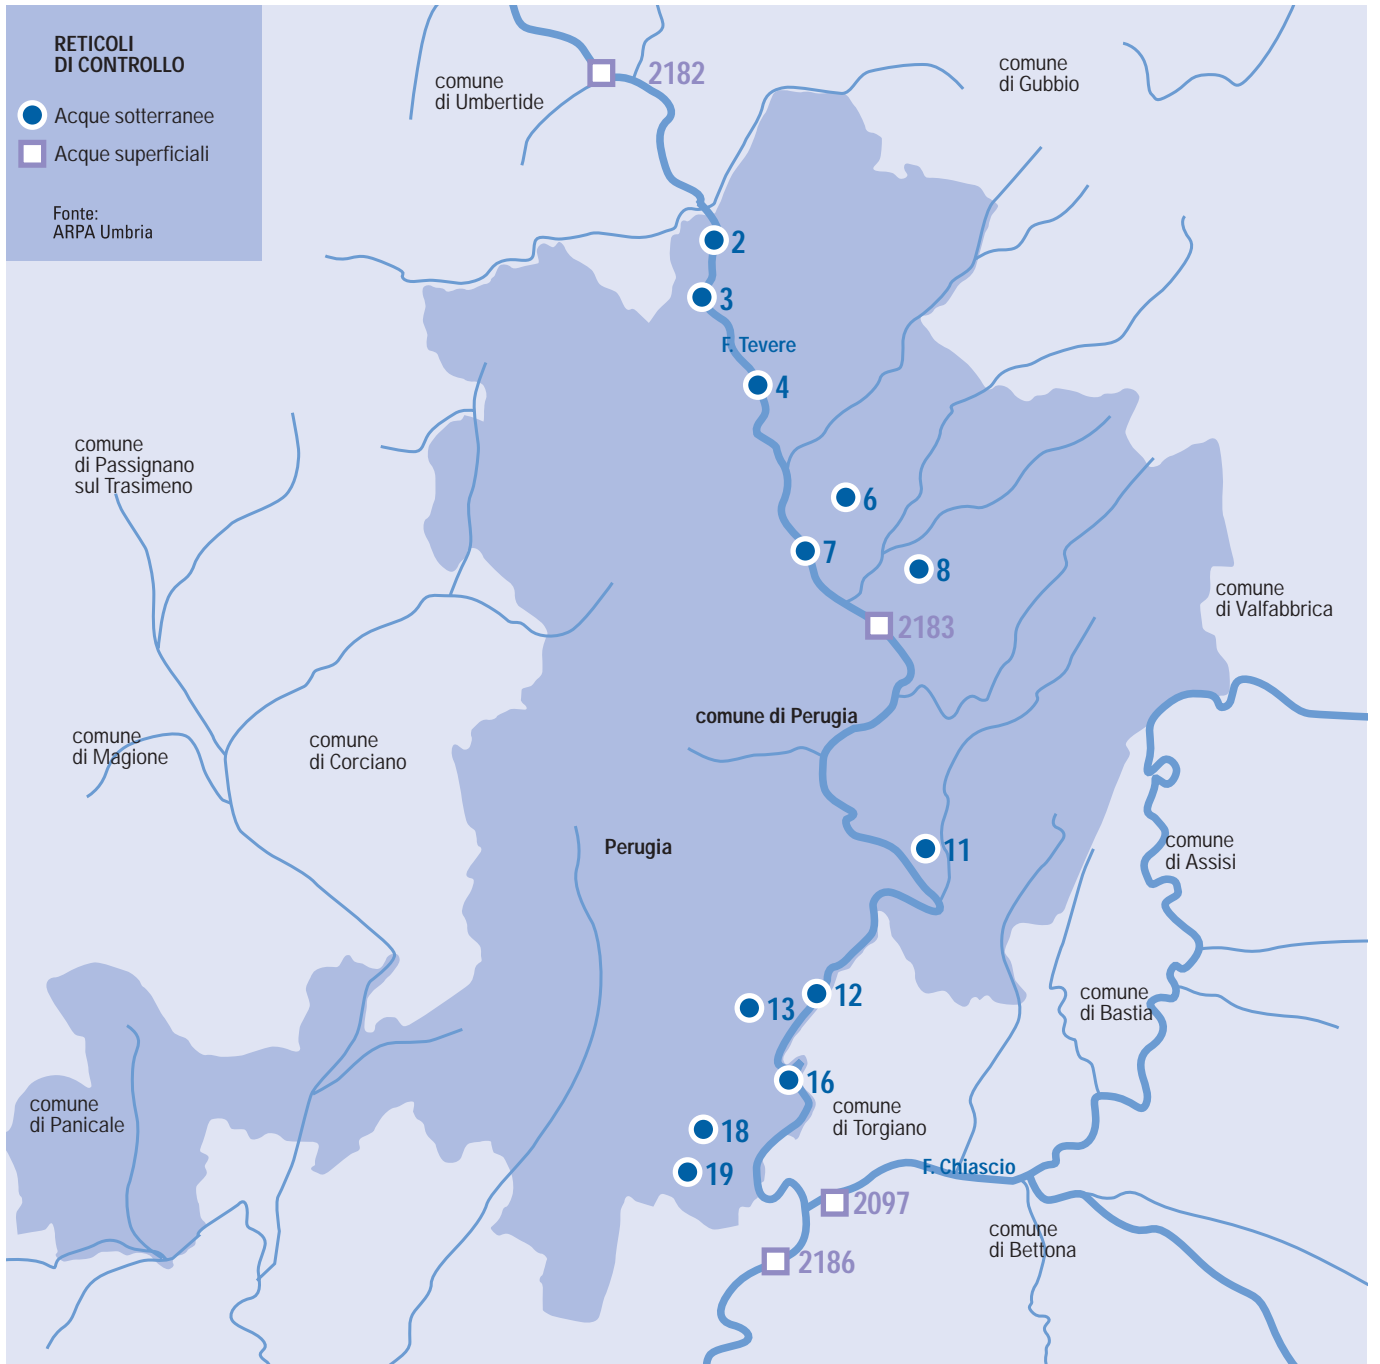 RETICOLI
DI CONTROLLO
Acque sotterranee
Acque superficiali
Fonte:
ARPA Umbria
comune
di Umbertide
2182
comune
di Gubbio
2
3
F. Tevere
4
comune
di Passignano
sul Trasimeno
6
7
8
comune
di Valfabbrica
2183
comune di Perugia
comune
di Magione
comune
di Corciano
Perugia
11
comune
di Assisi
12
13
comune
di Bastia
16
comune
di Panicale
comune
di Torgiano
18
19
F. Chiascio
2097
comune
di Bettona
2186